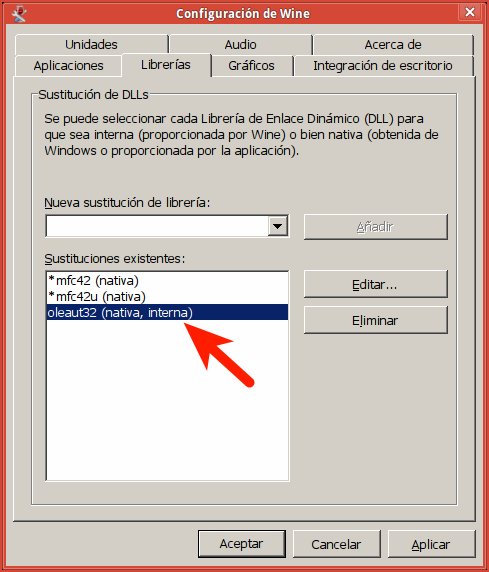 Configuración de Wine
Unidades
Audio
Acerca de
Aplicaciones
Librerías
Gráficos
Integración de escritorio
Sustitución de DLLs
Se puede seleccionar cada Librería de Enlace Dinámico (DLL) para
que sea interna (proporcionada por Wine) o bien nativa (obtenida de
Windows o proporcionada por la aplicación).
Nueva sustitución de librería:
Añadir
Sustituciones existentes:
*mfc42 (nativa)
*mfc42u (nativa)
oleaut32 (nativa, interna)
Editar...
Eliminar
Aceptar
Cancelar
Aplicar